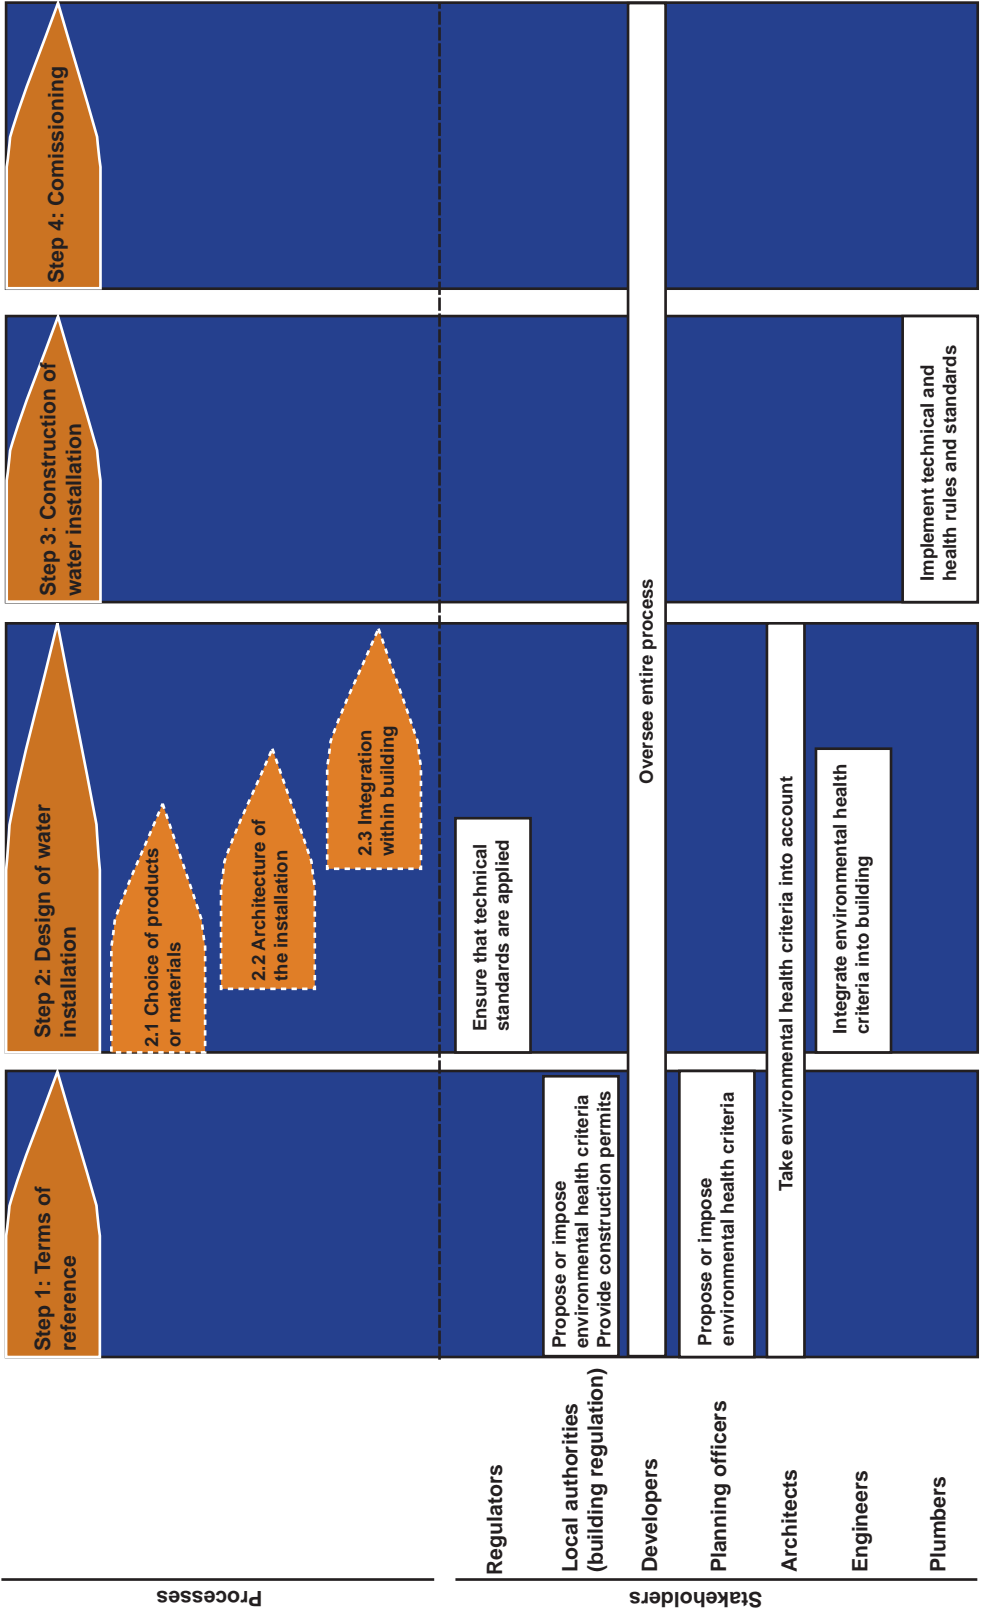 Processes
Step 1: Terms of
reference
Step 2: Design of water
installation
Step 3: Construction of
water installation
Step 4: Comissioning
2.1 Choice of products
or materials
2.2 Architecture of
the installation
2.3 Integration
within building
Stakeholders
Regulators
Ensure that technical
standards are applied
Local authorities
(building regulation)
Propose or impose
environmental health criteria
Provide construction permits
Developers
Oversee entire process
Planning officers
Propose or impose
environmental health criteria
Architects
Take environmental health criteria into account
Engineers
Integrate environmental health
criteria into building
Plumbers
Implement technical and
health rules and standards